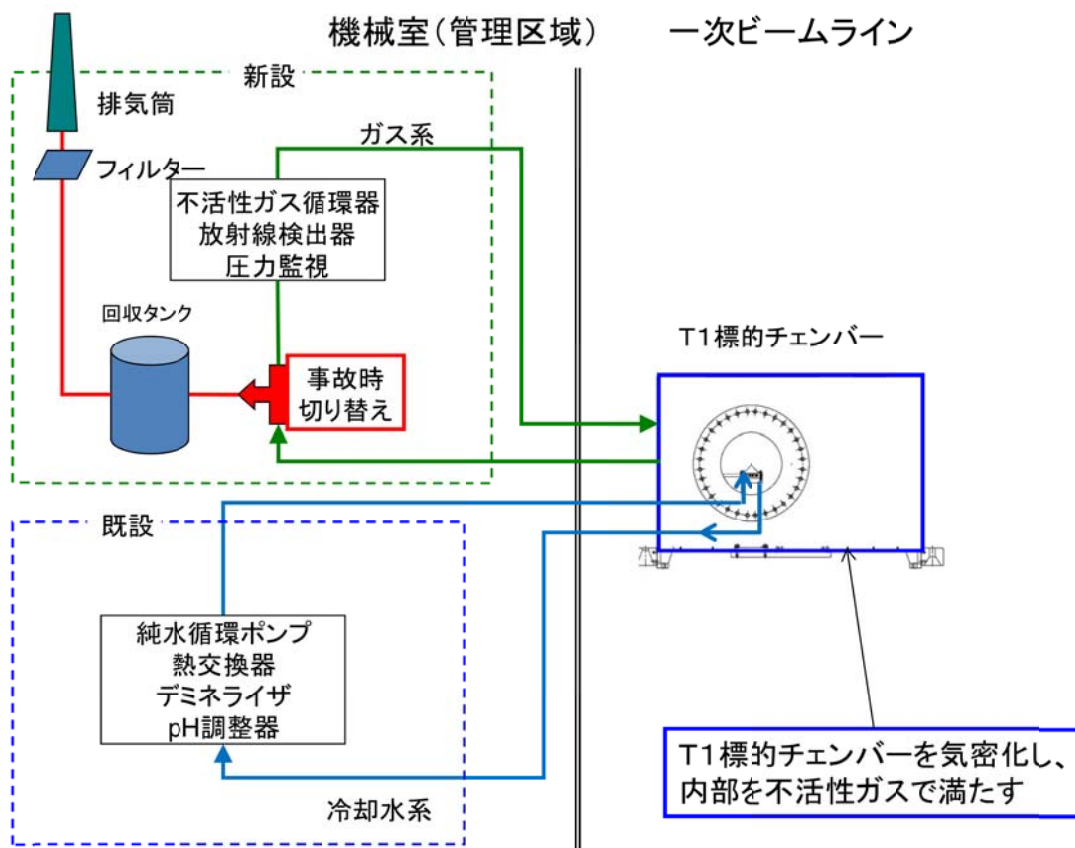 機械室（管理区域）
一次ビームライン
新設
排気筒
ガス系
フィルター
不活性ガス循環器
放射線検出器
圧力監視
回収タンク
事故時
切り替え
T1標的チェンバー
既設
純水循環ポンプ
熱交換器
デミネライザ
pH調整器
冷却水系
T1標的チェンバーを気密化し、
内部を不活性ガスで満たす